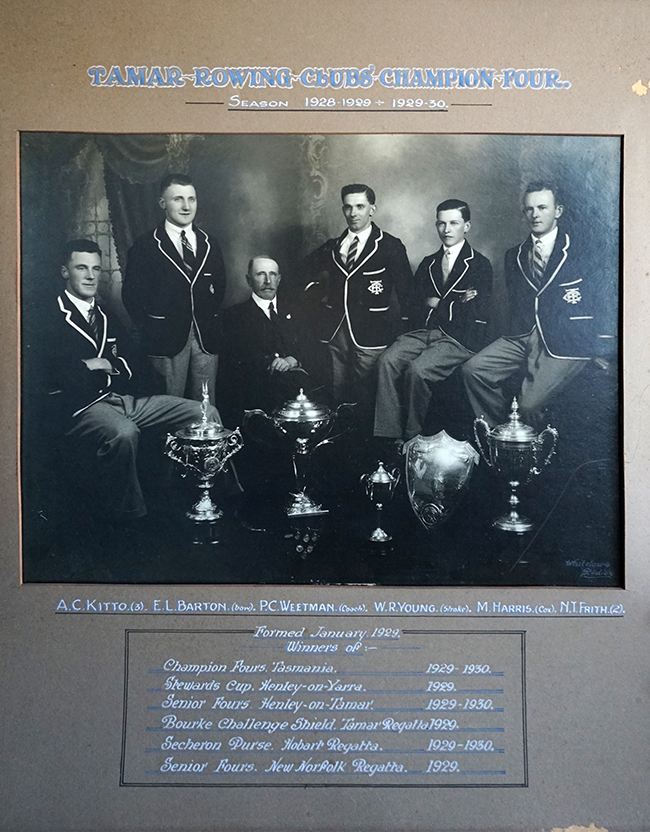 TAMAR ROWING CLUBS' CHAMPION FOUR.
SEASON 1928-1929 ÷ 1929-30.
Whitelaws
Studios
A.C. KITTO. (3). E.L. BARTON. (bow). P.C. WEETMAN. (Coach). W.R. YOUNG. (Stroke). M. HARRIS. (Cox). N.T. FRITH. (2).
Formed January 1929.
Winners of:-
Champion Fours. Tasmania. 1929-1930.
Stewards Cup. Henley-on-Yarra. 1929.
Senior Fours. Henley-on-Tamar. 1929-1930.
Bourke Challenge Shield. Tamar Regatta 1929.
Secheron Purse. Hobart Regatta. 1929-1930.
Senior Fours. New Norfolk Regatta. 1929.